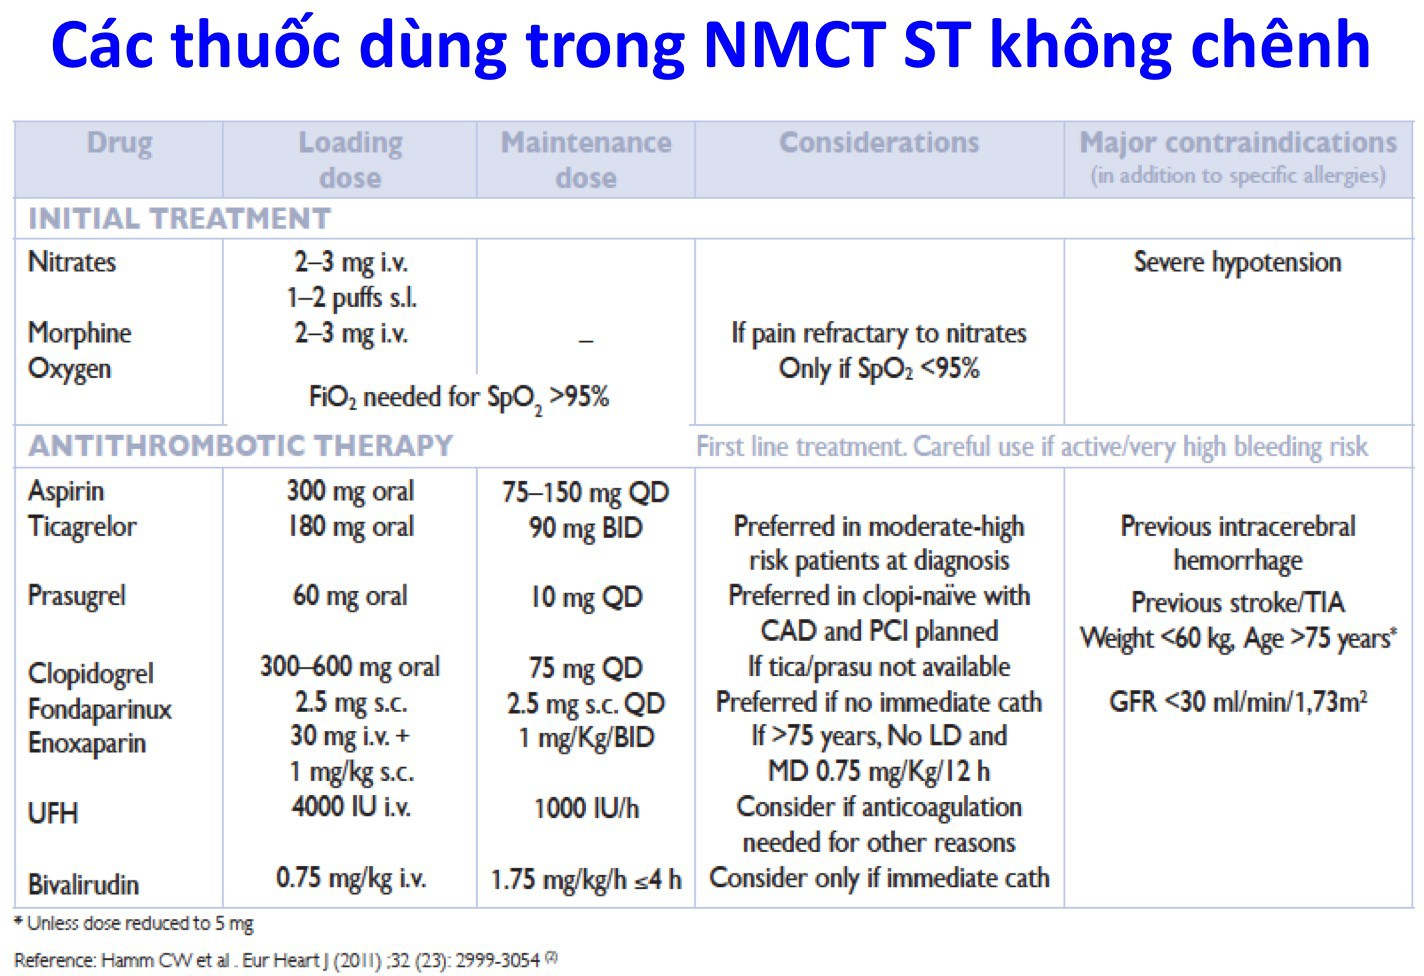 Các thuốc dùng trong NMCT ST không chênh
Drug Loading dose Maintenance dose Considerations Major contraindications (in addition to specific allergies)
INITIAL TREATMENT
Nitrates 2–3 mg i.v. Severe hypotension
1–2 puffs s.l.
Morphine 2–3 mg i.v. – If pain refractary to nitrates
Oxygen Only if SpO₂ <95%
FiO₂ needed for SpO₂ >95%
ANTITHROMBOTIC THERAPY First line treatment. Careful use if active/very high bleeding risk
Aspirin 300 mg oral 75–150 mg QD
Ticagrelor 180 mg oral 90 mg BID Preferred in moderate-high Previous intracerebral
risk patients at diagnosis hemorrhage
Prasugrel 60 mg oral 10 mg QD Preferred in clopi-naïve with Previous stroke/TIA
CAD and PCI planned Weight <60 kg, Age >75 years*
Clopidogrel 300–600 mg oral 75 mg QD If tica/prasu not available
Fondaparinux 2.5 mg s.c. 2.5 mg s.c. QD Preferred if no immediate cath GFR <30 ml/min/1,73m²
Enoxaparin 30 mg i.v. + 1 mg/Kg/BID If >75 years, No LD and
1 mg/kg s.c. MD 0.75 mg/Kg/12 h
UFH 4000 IU i.v. 1000 IU/h Consider if anticoagulation
needed for other reasons
Bivalirudin 0.75 mg/kg i.v. 1.75 mg/kg/h ≤4 h Consider only if immediate cath
* Unless dose reduced to 5 mg
Reference: Hamm CW et al . Eur Heart J (2011) ;32 (23): 2999-3054 (2)